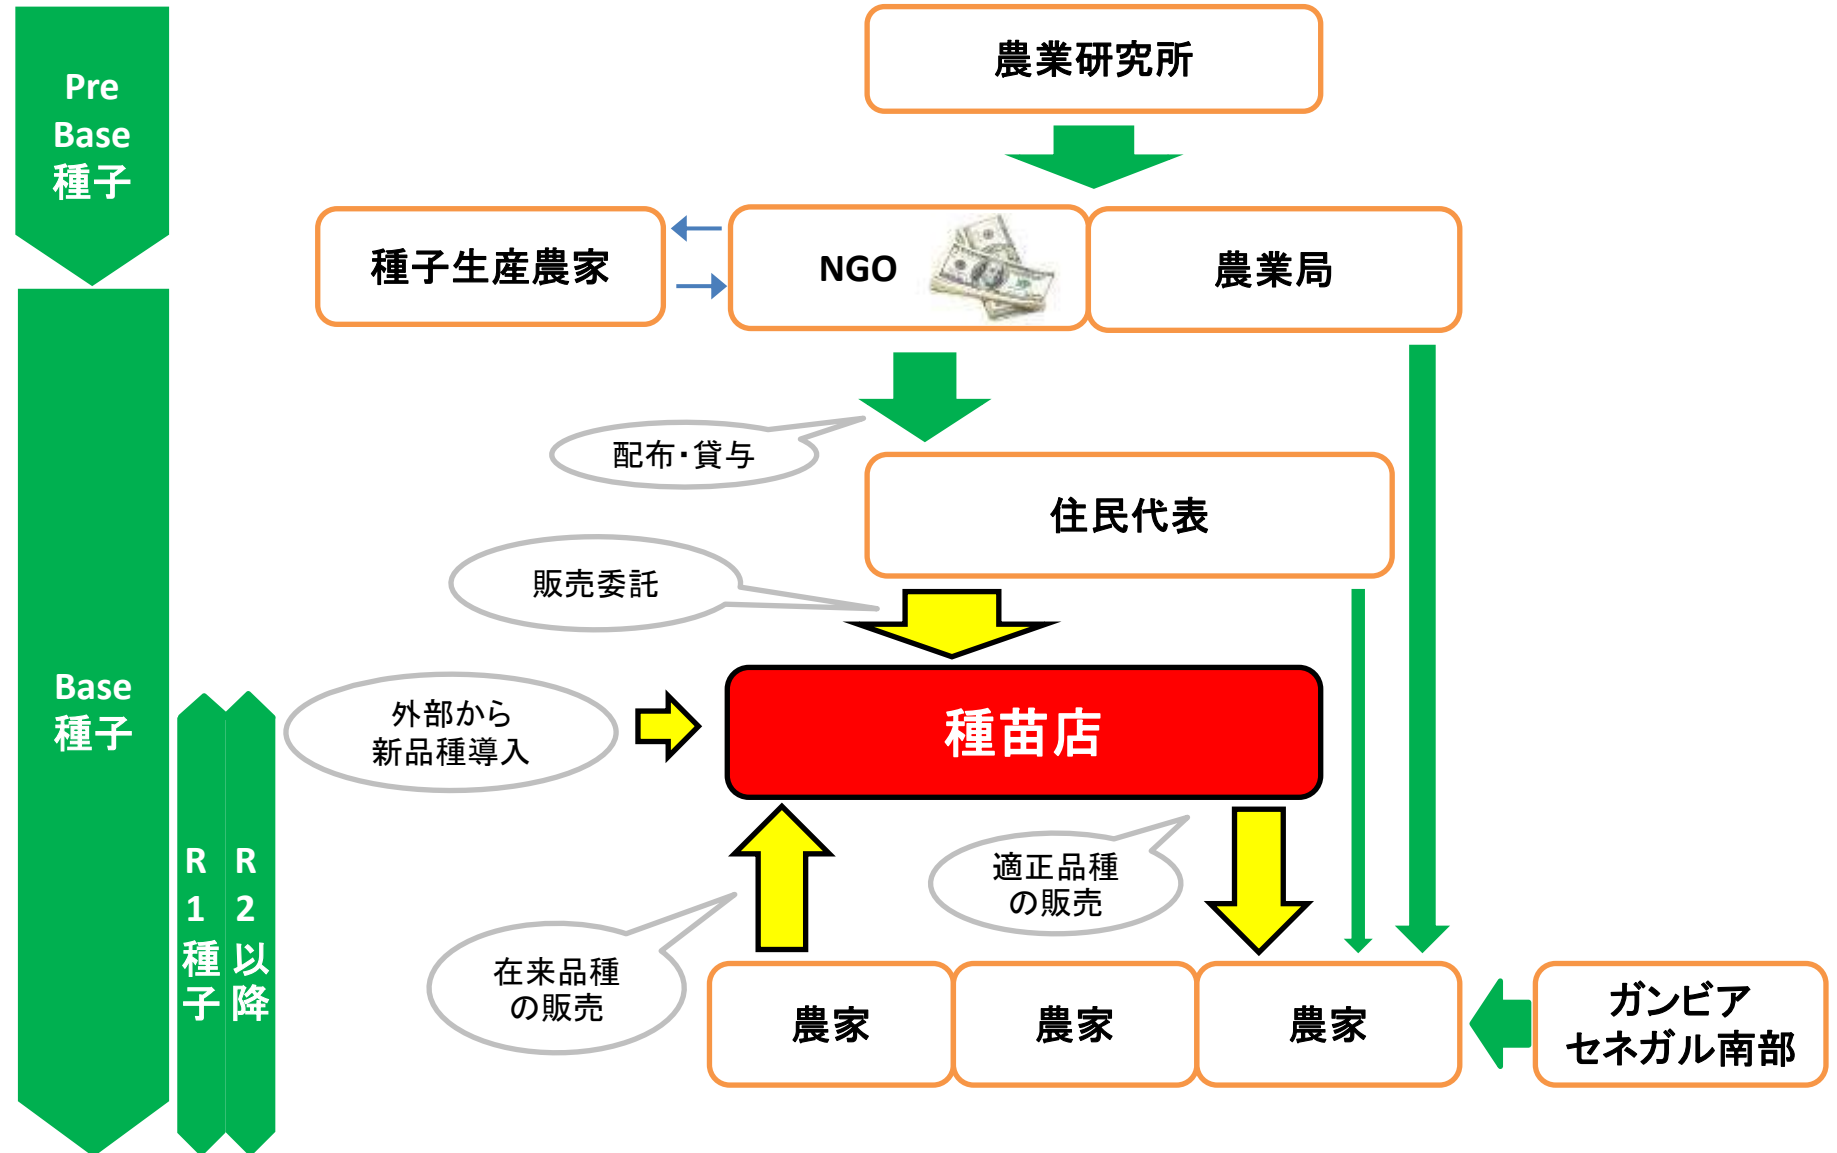 Pre
Base
種子
農業研究所
種子生産農家
NGO
農業局
配布・貸与
住民代表
販売委託
Base
種子
外部から
新品種導入
種苗店
R
1
種
子
R
2
以
降
適正品種
の販売
在来品種
の販売
農家
農家
農家
ガンビア
セネガル南部